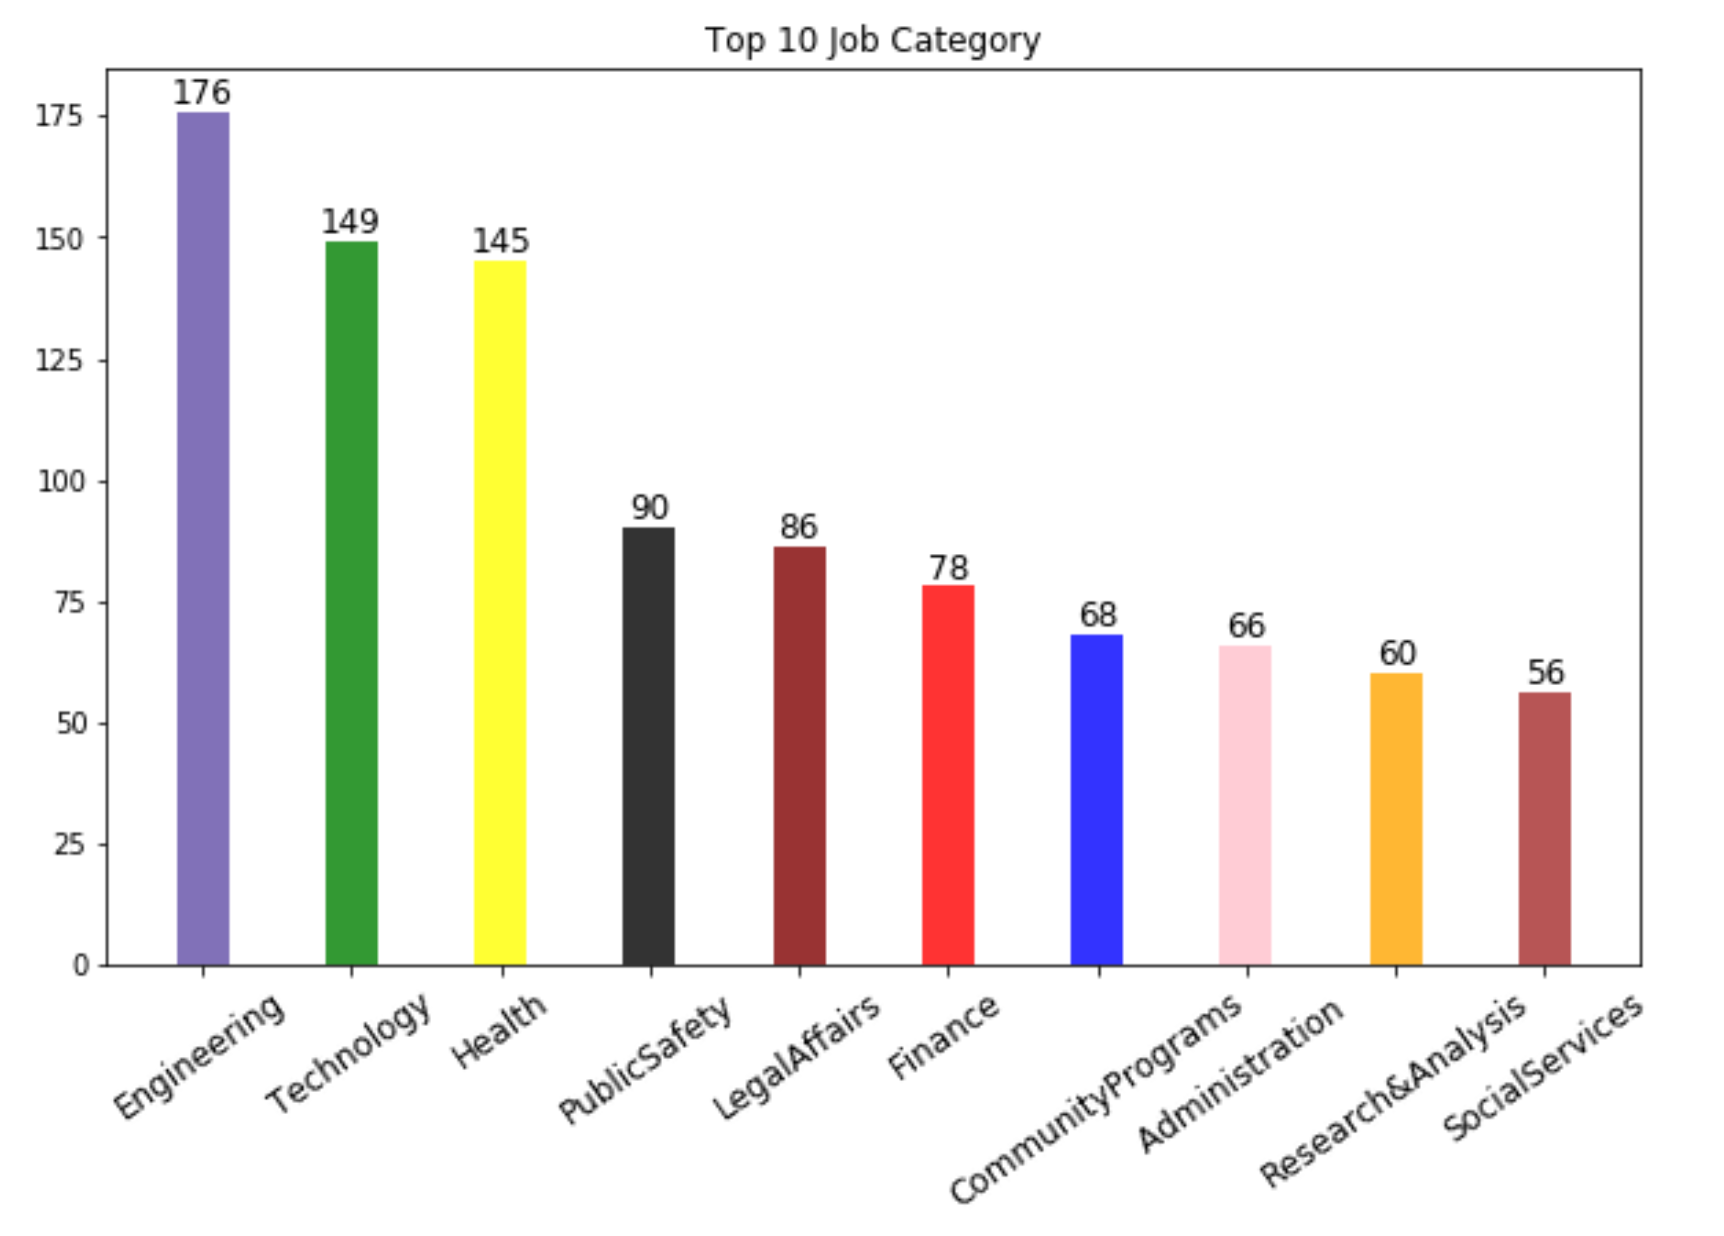 Top 10 Job Category
175
150
125
100
75
50
25
0
176
149
145
90
86
78
68
66
60
56
Engineering
Technology
Health
PublicSafety
LegalAffairs
Finance
CommunityPrograms
Administration
Research&Analysis
SocialServices